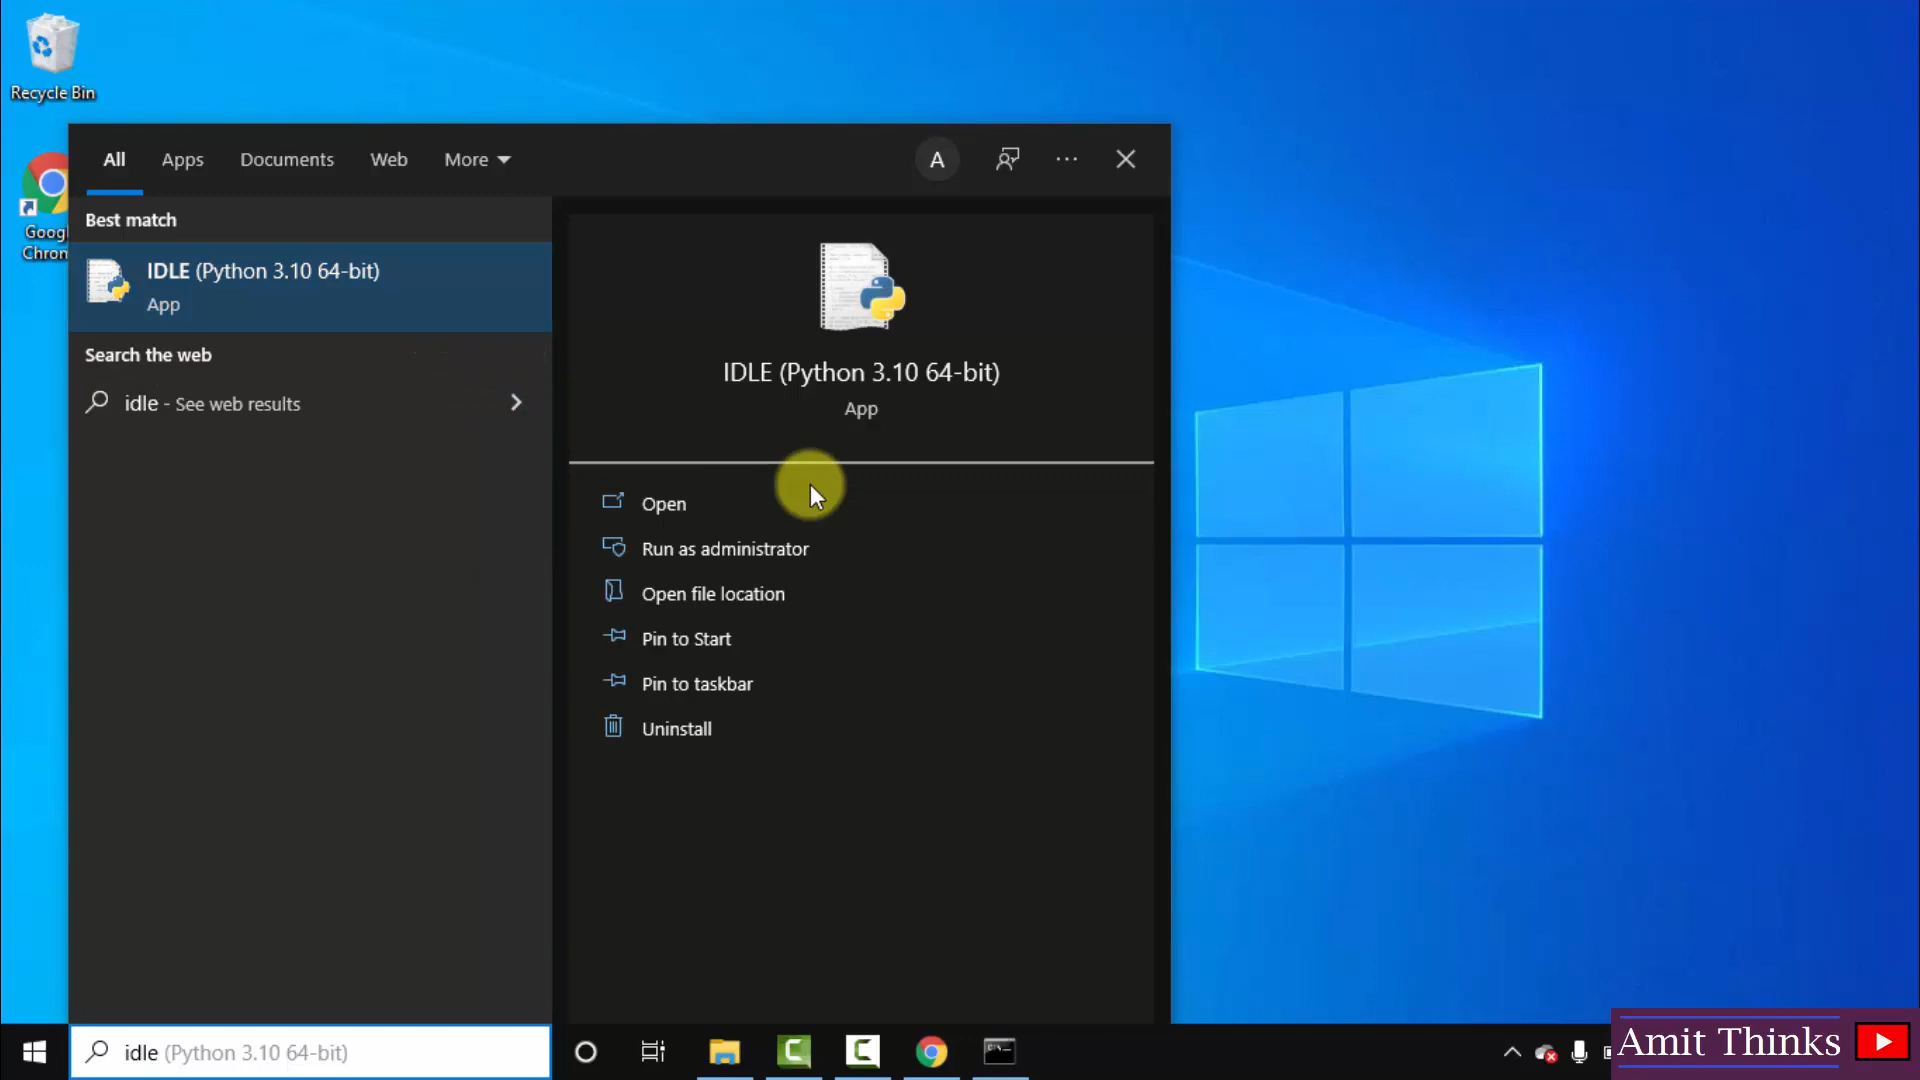 Recycle Bin
Googl
Chrom
All
Apps
Documents
Web
More
A
Best match
IDLE (Python 3.10 64-bit)
App
Search the web
idle - See web results
IDLE (Python 3.10 64-bit)
App
Open
Run as administrator
Open file location
Pin to Start
Pin to taskbar
Uninstall
idle (Python 3.10 64-bit)
Amit Thinks